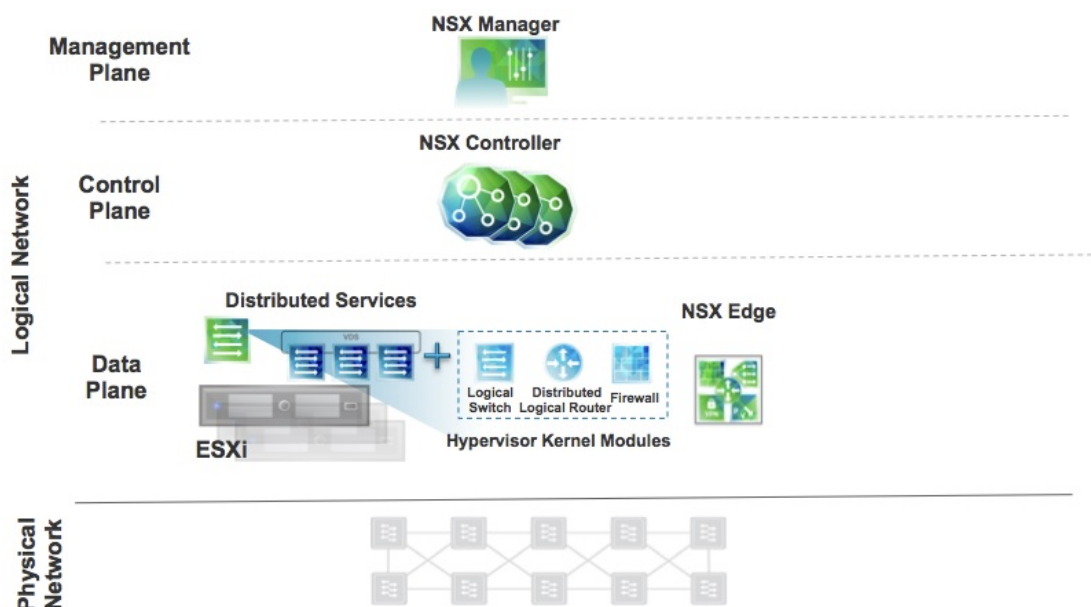 NSX Manager
Management
Plane
NSX Controller
Control
Plane
Logical Network
Distributed Services
NSX Edge
VDS
Data
Plane
Logical
Switch
Distributed
Logical Router
Firewall
ESXi
Hypervisor Kernel Modules
Physical
Network